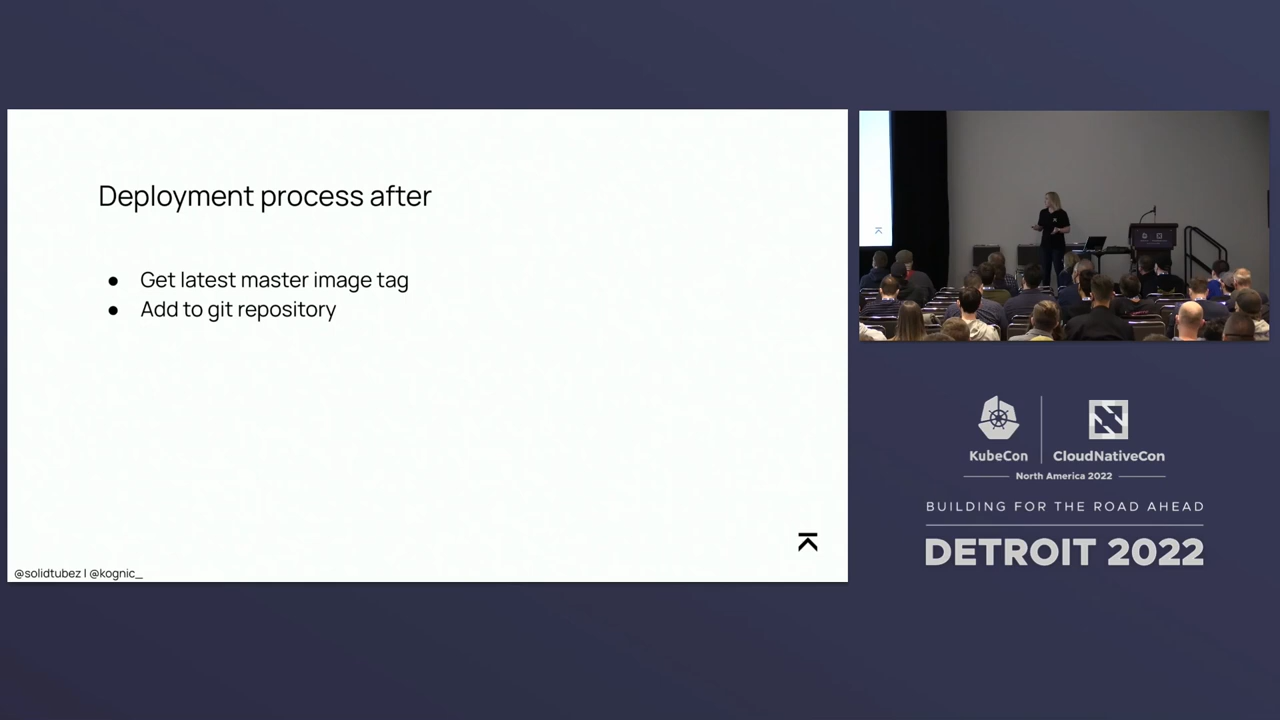 Deployment process after
● Get latest master image tag
● Add to git repository
@solidtubez | @kognic_
KubeCon | CloudNativeCon
North America 2022
BUILDING FOR THE ROAD AHEAD
DETROIT 2022